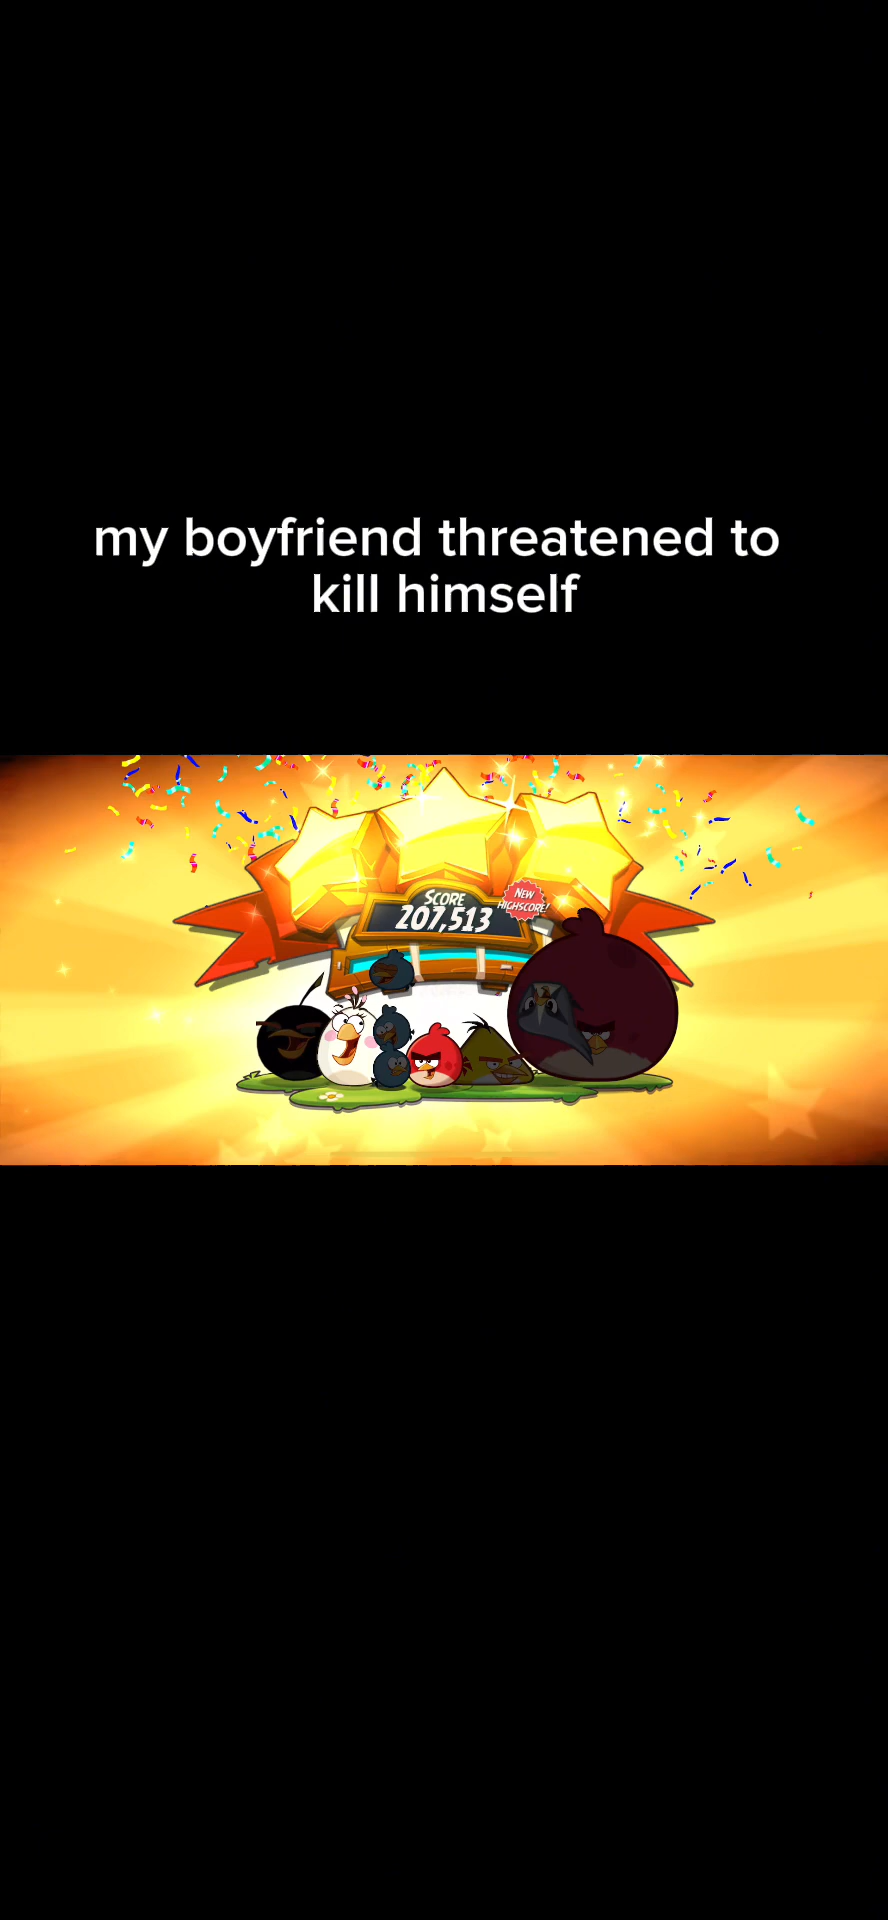 my boyfriend threatened to
kill himself
SCORE
207,513
NEW
HIGHSCORE!